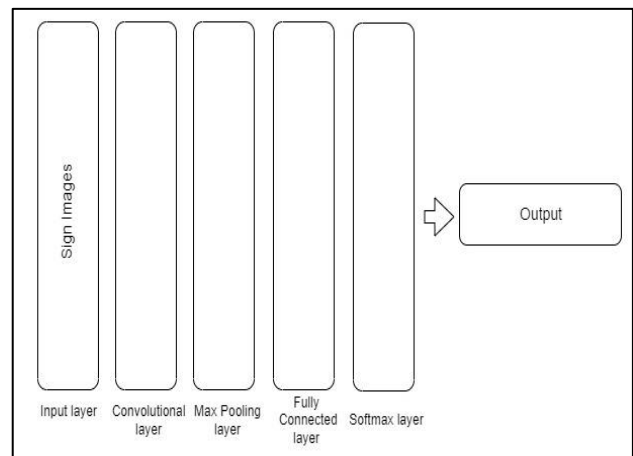 Sign Images
Output
Input layer
Convolutional
layer
Max Pooling
layer
Fully
Connected
layer
Softmax layer